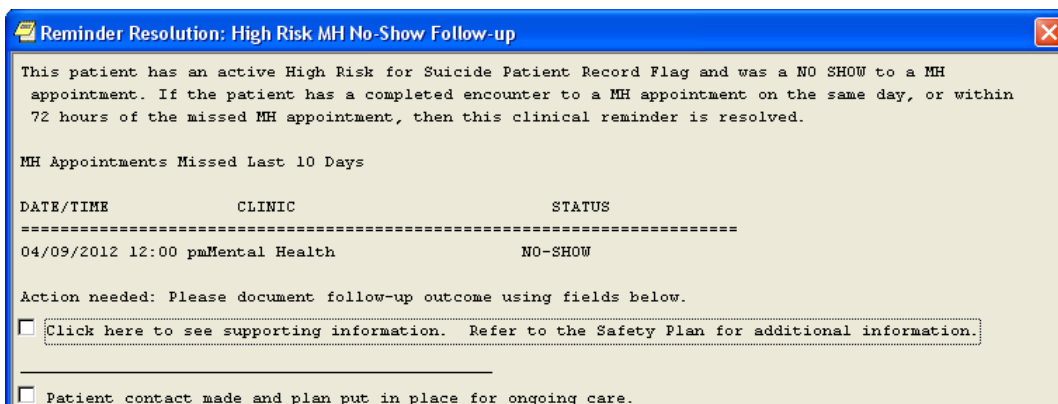 Reminder Resolution: High Risk MH No-Show Follow-up
This patient has an active High Risk for Suicide Patient Record Flag and was a NO SHOW to a MH
appointment. If the patient has a completed encounter to a MH appointment on the same day, or within
72 hours of the missed MH appointment, then this clinical reminder is resolved.
MH Appointments Missed Last 10 Days
DATE/TIME CLINIC STATUS
=========================================================================
04/09/2012 12:00 pmMental Health NO-SHOW
Action needed: Please document follow-up outcome using fields below.
Click here to see supporting information. Refer to the Safety Plan for additional information.
Patient contact made and plan put in place for ongoing care.